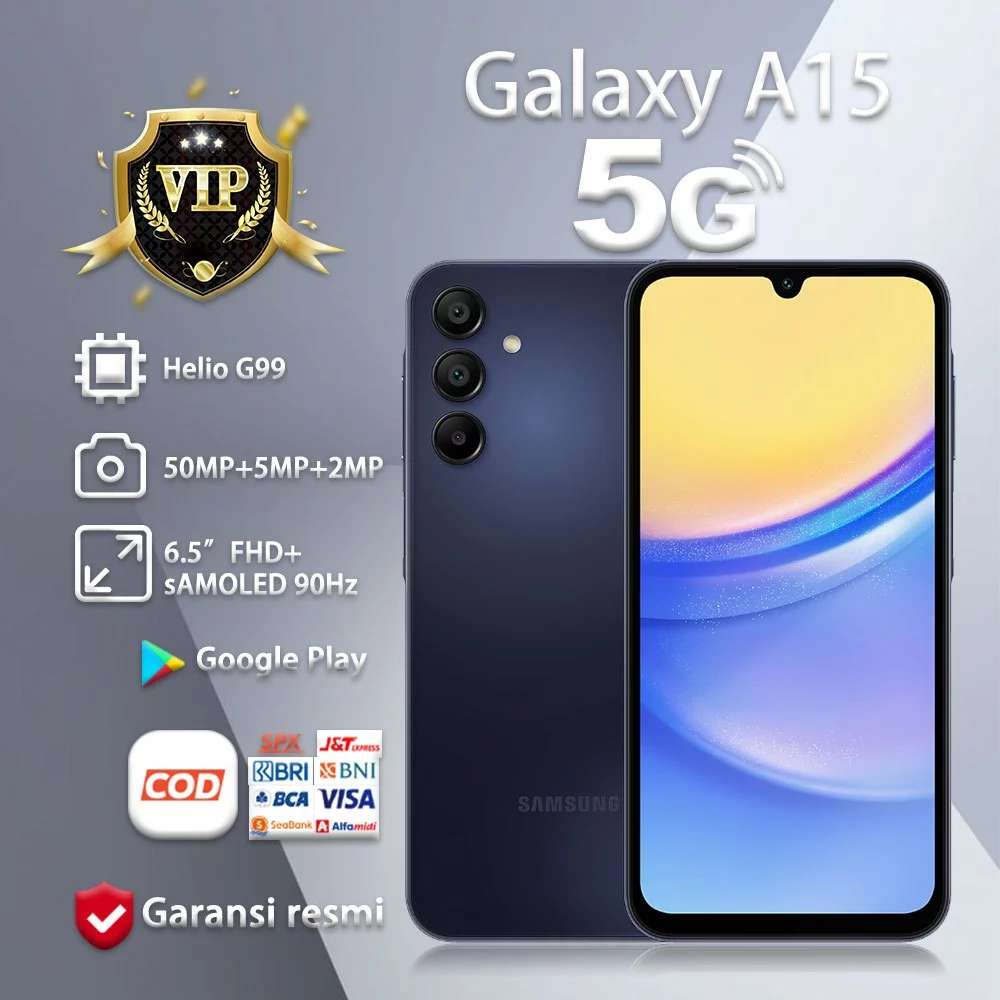 Galaxy A15
5G
VIP
Helio G99
50MP+5MP+2MP
6.5” FHD+
sAMOLED 90Hz
Google Play
COD
SPX
J&T EXPRESS
BRI
BNI
BCA
VISA
SeaBank
Alfamidi
SAMSUNG
Garansi resmi